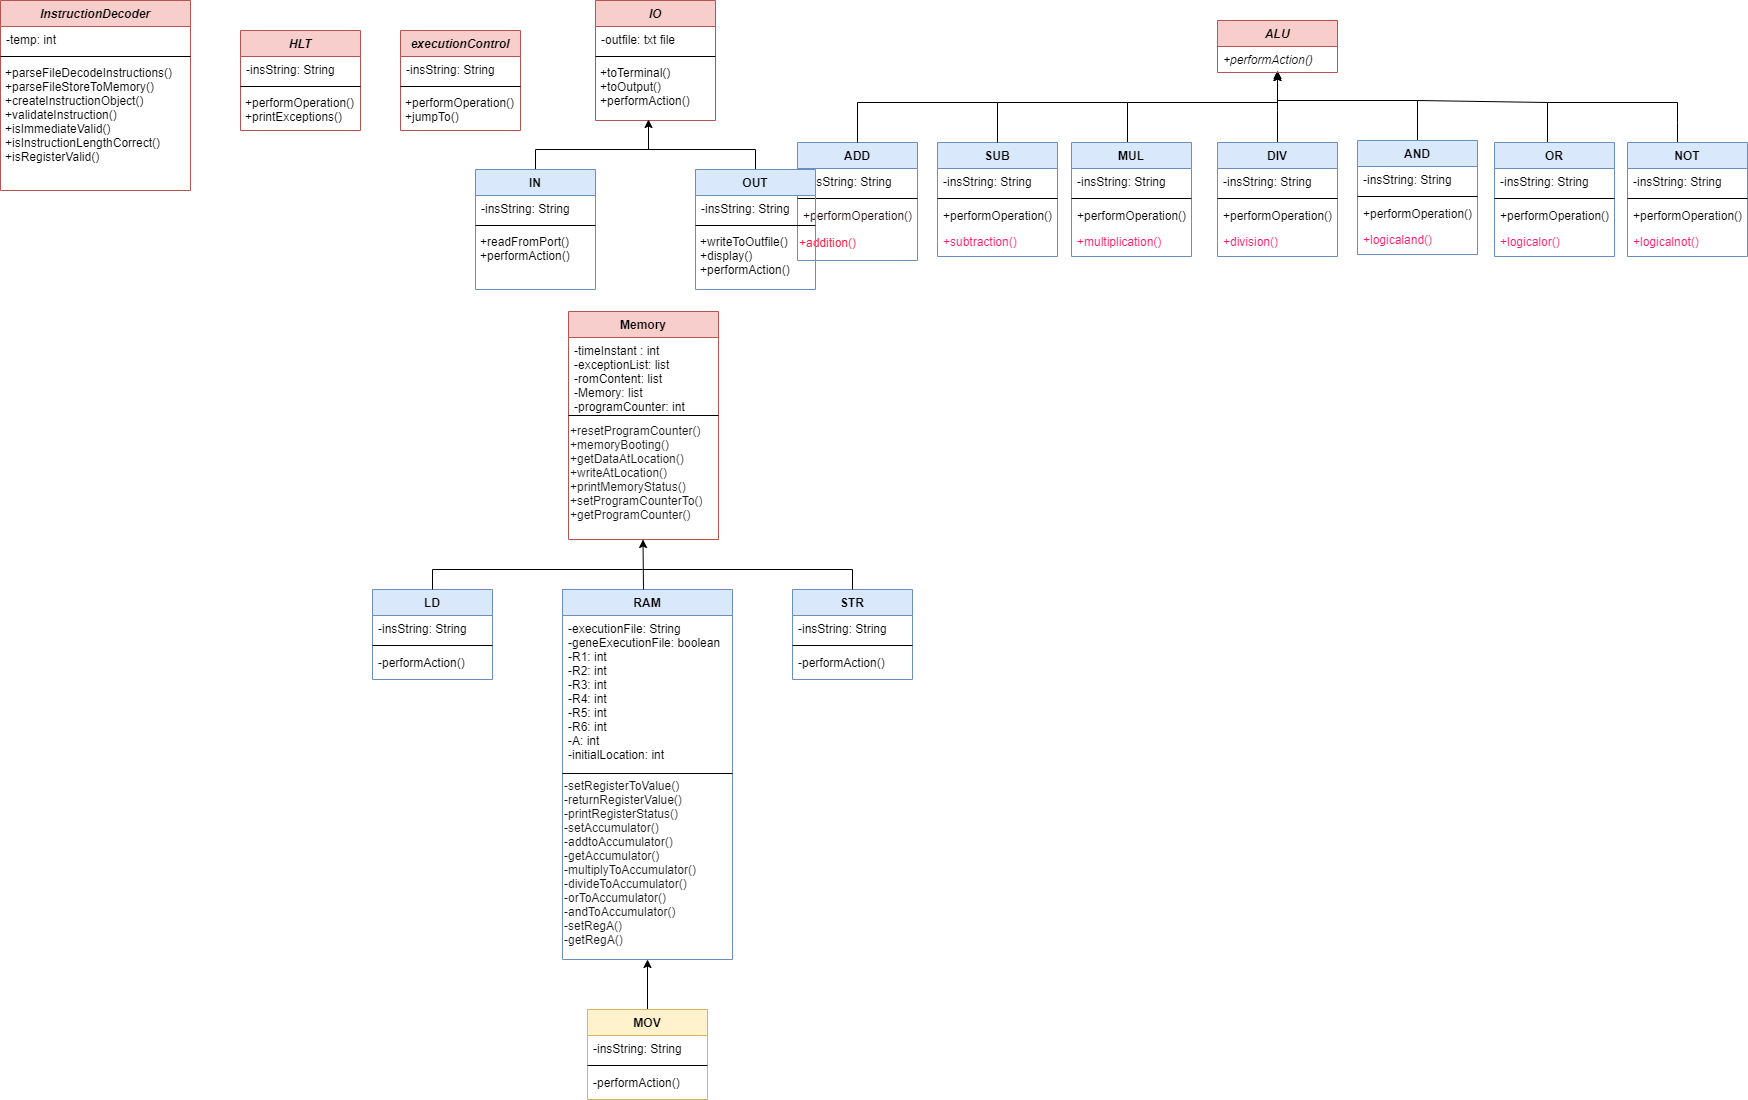 InstructionDecoder
-temp: int
+parseFileDecodeInstructions()
+parseFileStoreToMemory()
+createInstructionObject()
+validateInstruction()
+isImmediateValid()
+isInstructionLengthCorrect()
+isRegisterValid()
HLT
-insString: String
+performOperation()
+printExceptions()
executionControl
-insString: String
+performOperation()
+jumpTo()
IO
-outfile: txt file
+toTerminal()
+toOutput()
+performAction()
ALU
+performAction()
IN
-insString: String
+readFromPort()
+performAction()
OUT
-insString: String
+writeToOutfile()
+display()
+performAction()
ADD
sString: String
+performOperation()
+addition()
SUB
-insString: String
+performOperation()
+subtraction()
MUL
-insString: String
+performOperation()
+multiplication()
DIV
-insString: String
+performOperation()
+division()
AND
-insString: String
+performOperation()
+logicaland()
OR
-insString: String
+performOperation()
+logicalor()
NOT
-insString: String
+performOperation()
+logicalnot()
Memory
-timeInstant : int
-exceptionList: list
-romContent: list
-Memory: list
-programCounter: int
+resetProgramCounter()
+memoryBooting()
+getDataAtLocation()
+writeAtLocation()
+printMemoryStatus()
+setProgramCounterTo()
+getProgramCounter()
LD
-insString: String
-performAction()
RAM
-executionFile: String
-geneExecutionFile: boolean
-R1: int
-R2: int
-R3: int
-R4: int
-R5: int
-R6: int
-A: int
-initialLocation: int
-setRegisterToValue()
-returnRegisterValue()
-printRegisterStatus()
-setAccumulator()
-addtoAccumulator()
-getAccumulator()
-multiplyToAccumulator()
-divideToAccumulator()
-orToAccumulator()
-andToAccumulator()
-setRegA()
-getRegA()
STR
-insString: String
-performAction()
MOV
-insString: String
-performAction()